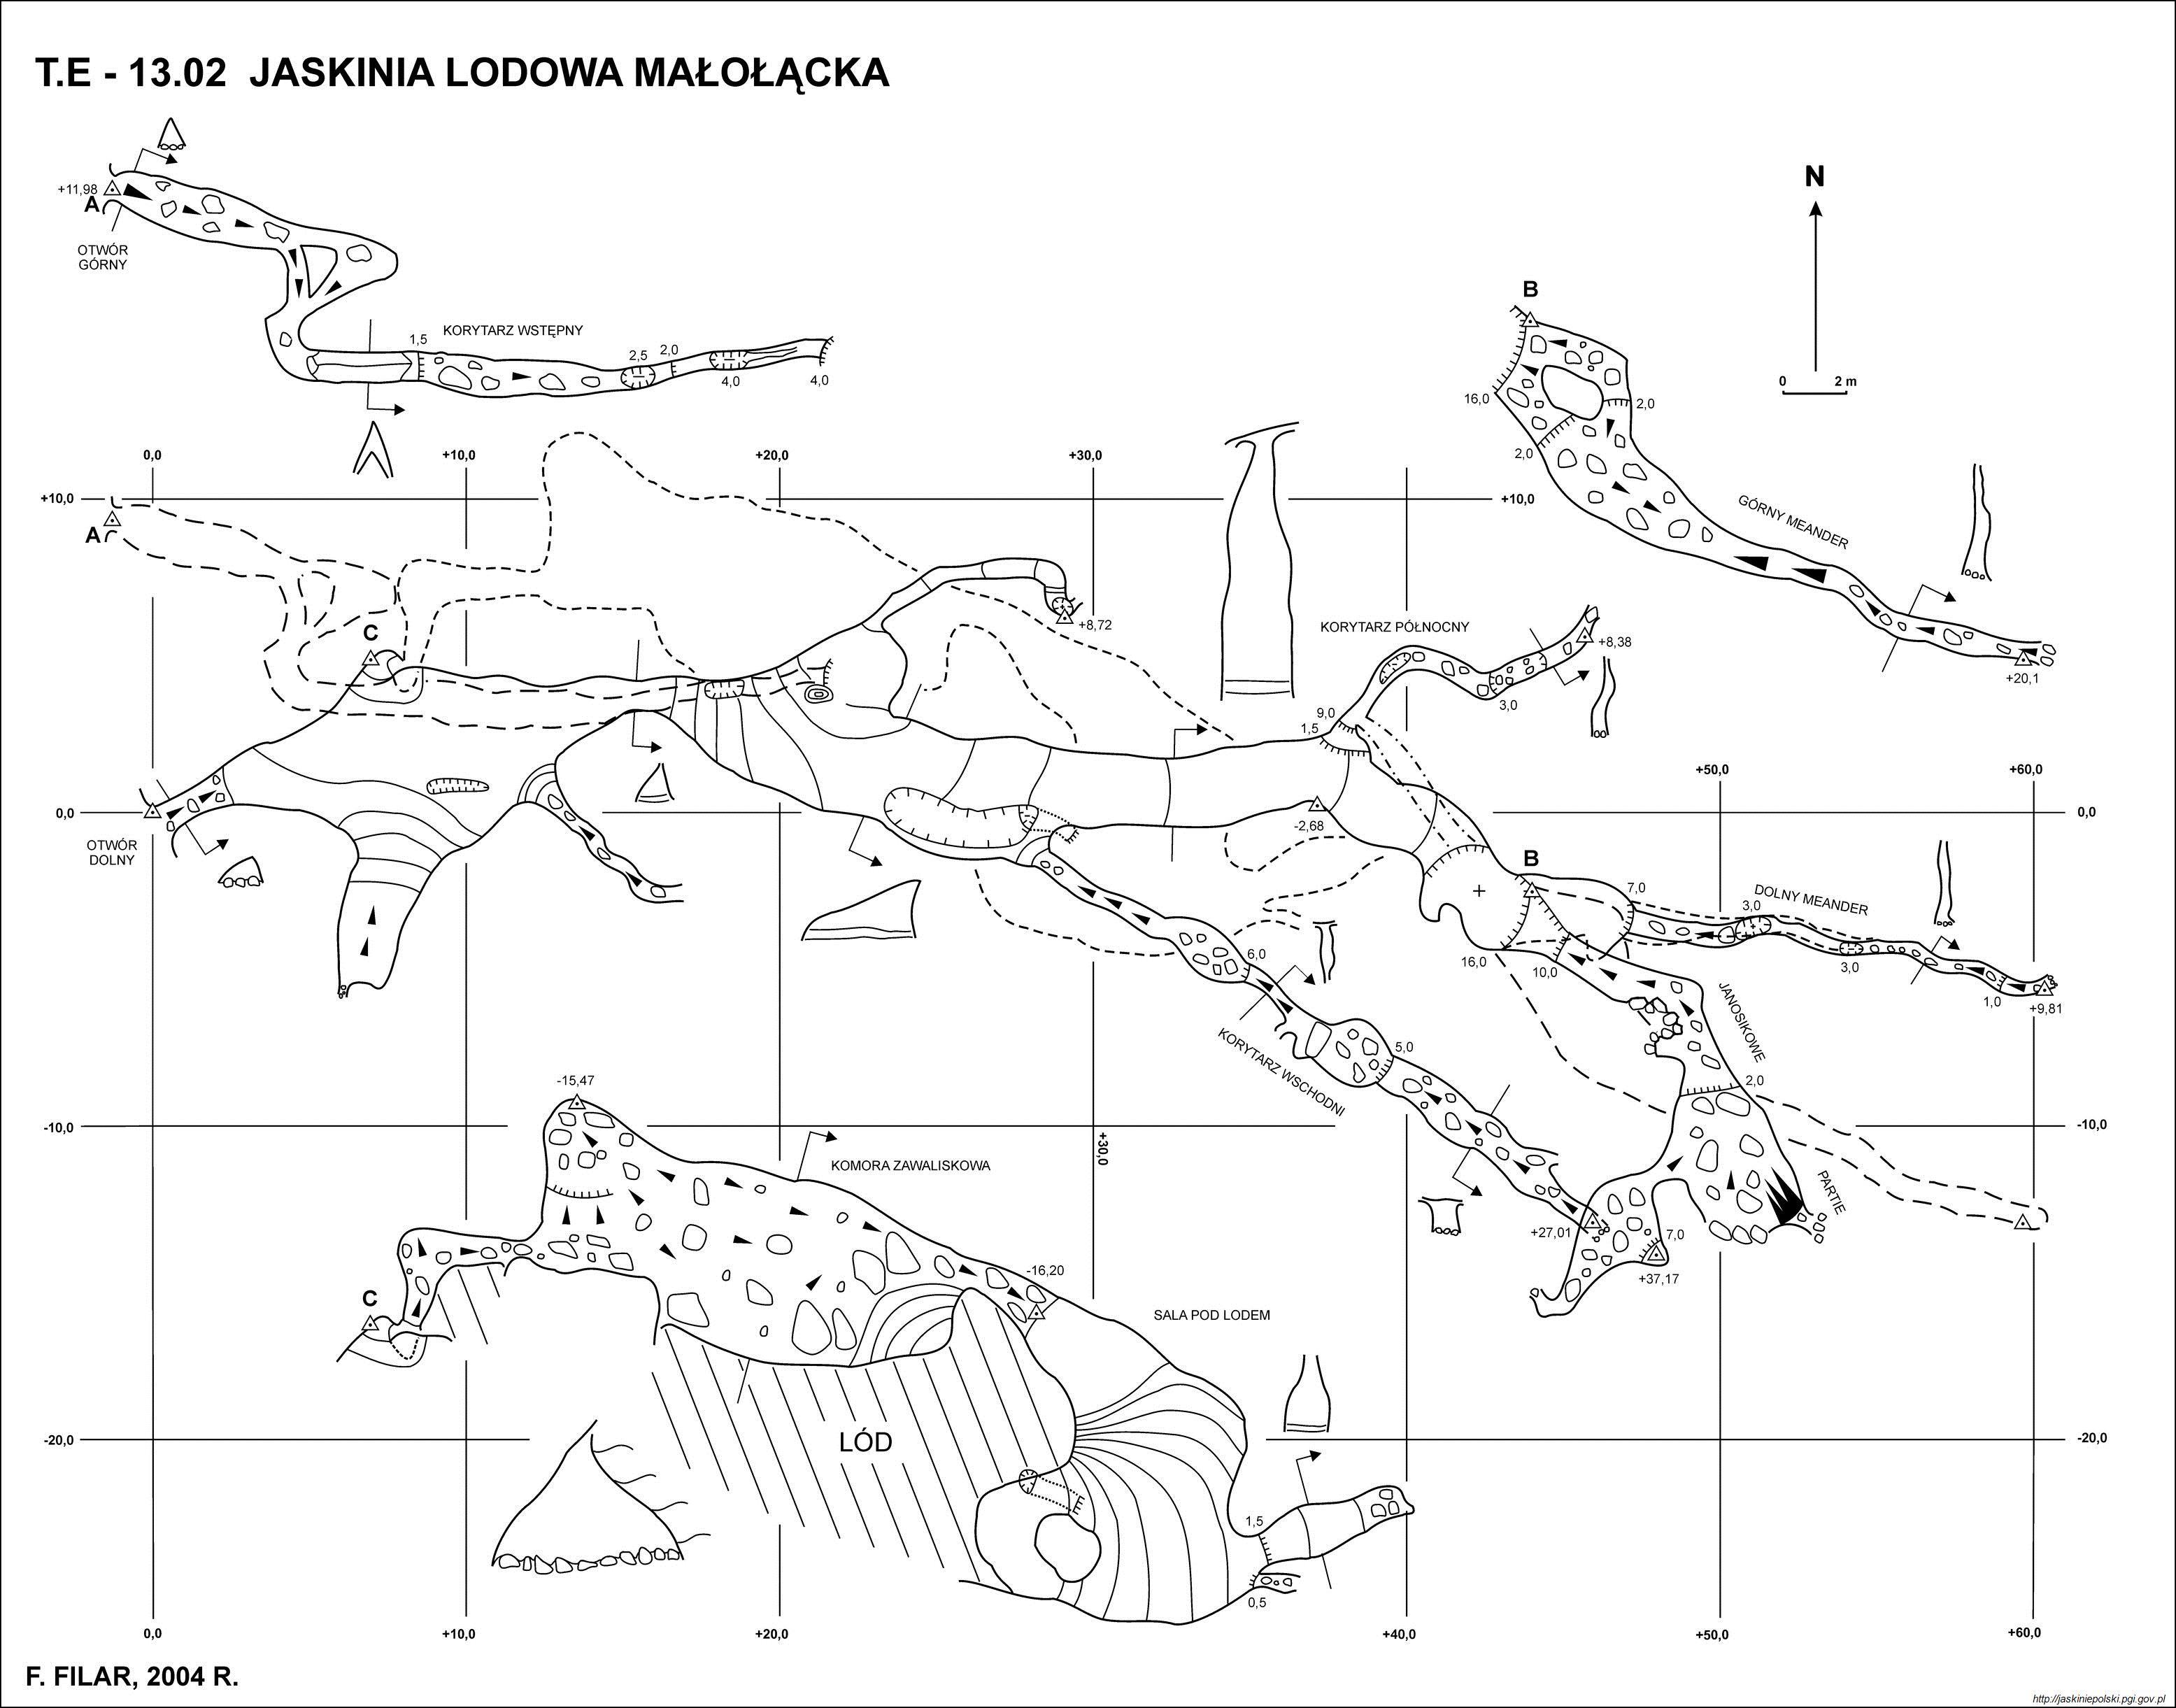 T.E - 13.02 JASKINIA LODOWA MAŁOŁĄCKA
N
+11,98
A
OTWÓR
GÓRNY
B
KORYTARZ WSTĘPNY
1,5
2,5
2,0
4,0
4,0
0
2 m
16,0
2,0
2,0
0,0
+10,0
+20,0
+30,0
+10,0
+10,0
GÓRNY MEANDER
A
C
+8,72
KORYTARZ PÓŁNOCNY
+8,38
+20,1
3,0
9,0
1,5
+50,0
+60,0
0,0
0,0
-2,68
OTWÓR
DOLNY
B
7,0
DOLNY MEANDER
3,0
6,0
16,0
10,0
3,0
1,0
+9,81
JANOSIKOWE
KORYTARZ WSCHODNI
5,0
-15,47
2,0
-10,0
+30,0
-10,0
KOMORA ZAWALISKOWA
PARTIE
+27,01
7,0
+37,17
-16,20
C
SALA POD LODEM
-20,0
LÓD
-20,0
1,5
0,5
0,0
+10,0
+20,0
+40,0
+50,0
+60,0
F. FILAR, 2004 R.
http://jaskiniepolski.pgi.gov.pl